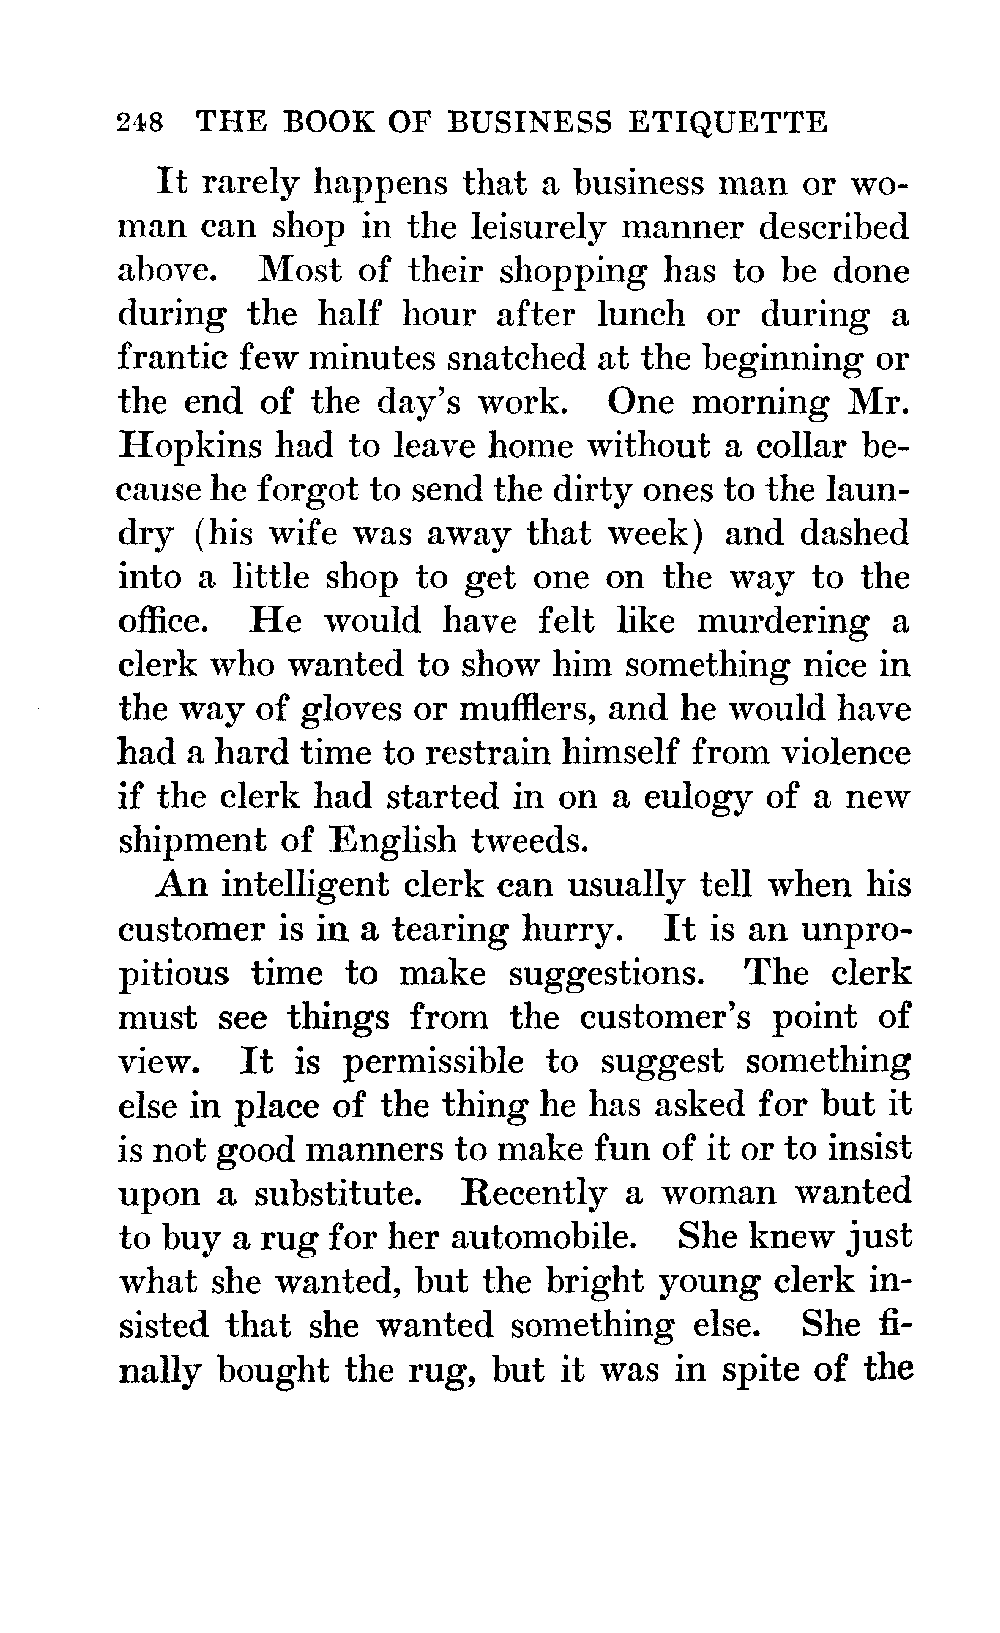 248 THE BOOK OF BUSINESS ETIQUETTE
It rarely happens that a business man or wo-
man can shop in the leisurely manner described
above. Most of their shopping has to be done
during the half hour after lunch or during a
frantic few minutes snatched at the beginning or
the end of the day's work. One morning Mr.
Hopkins had to leave home without a collar be-
cause he forgot to send the dirty ones to the laun-
dry (his wife was away that week) and dashed
into a little shop to get one on the way to the
office. He would have felt like murdering a
clerk who wanted to show him something nice in
the way of gloves or mufflers, and he would have
had a hard time to restrain himself from violence
if the clerk had started in on a eulogy of a new
shipment of English tweeds.
An intelligent clerk can usually tell when his
customer is in a tearing hurry. It is an unpro-
pitious time to make suggestions. The clerk
must see things from the customer's point of
view. It is permissible to suggest something
else in place of the thing he has asked for but it
is not good manners to make fun of it or to insist
upon a substitute. Recently a woman wanted
to buy a rug for her automobile. She knew just
what she wanted, but the bright young clerk in-
sisted that she wanted something else. She fi-
nally bought the rug, but it was in spite of the